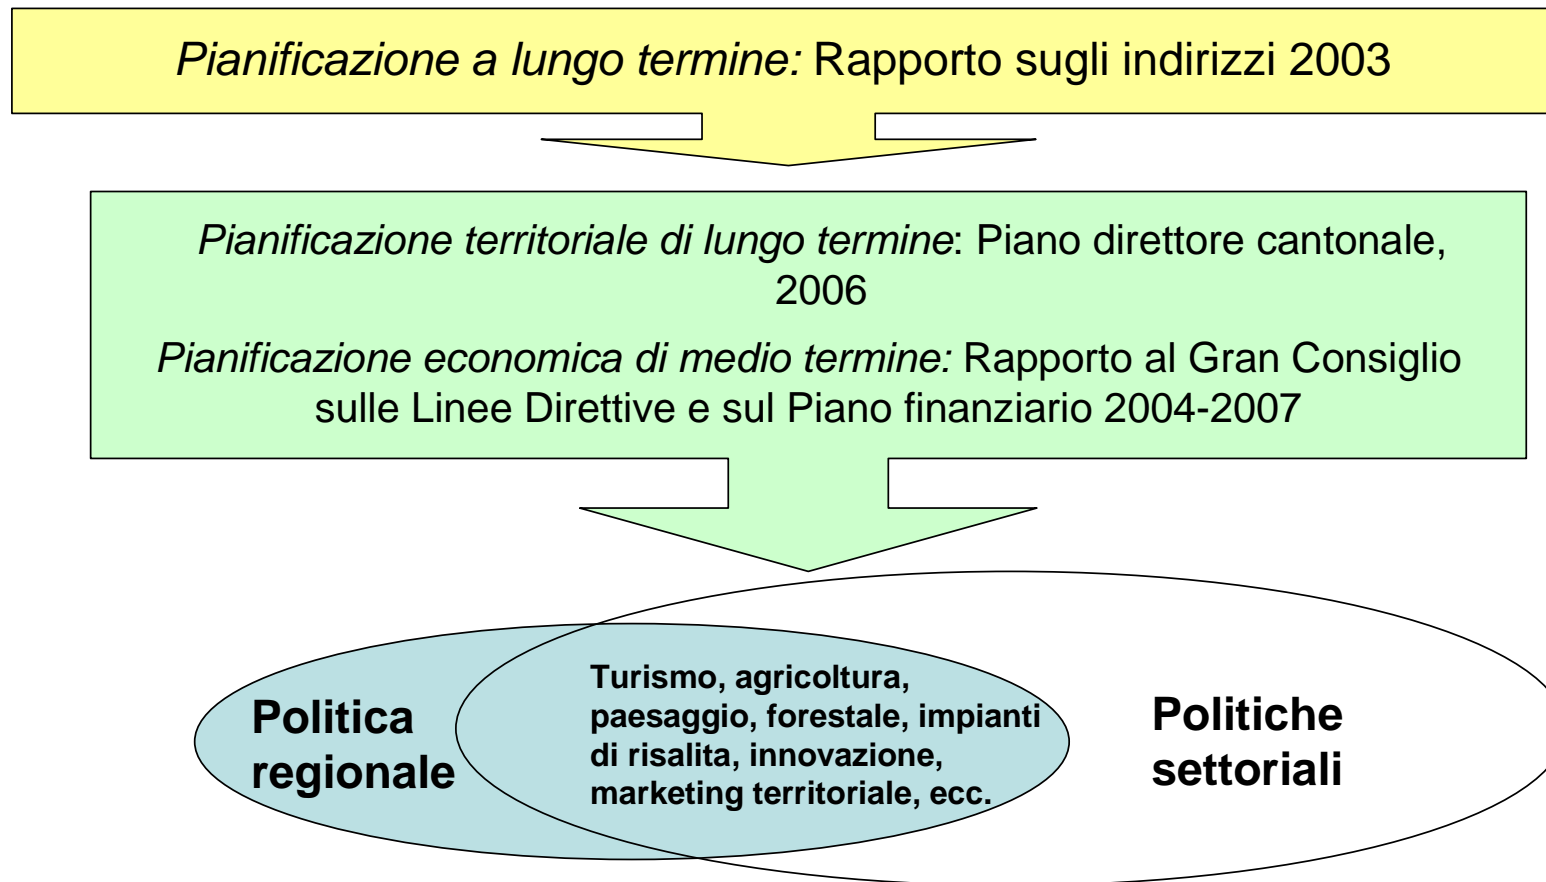 Pianificazione a lungo termine: Rapporto sugli indirizzi 2003
Pianificazione territoriale di lungo termine: Piano direttore cantonale,
2006
Pianificazione economica di medio termine: Rapporto al Gran Consiglio
sulle Linee Direttive e sul Piano finanziario 2004-2007
Politica
regionale
Turismo, agricoltura,
paesaggio, forestale, impianti
di risalita, innovazione,
marketing territoriale, ecc.
Politiche
settoriali